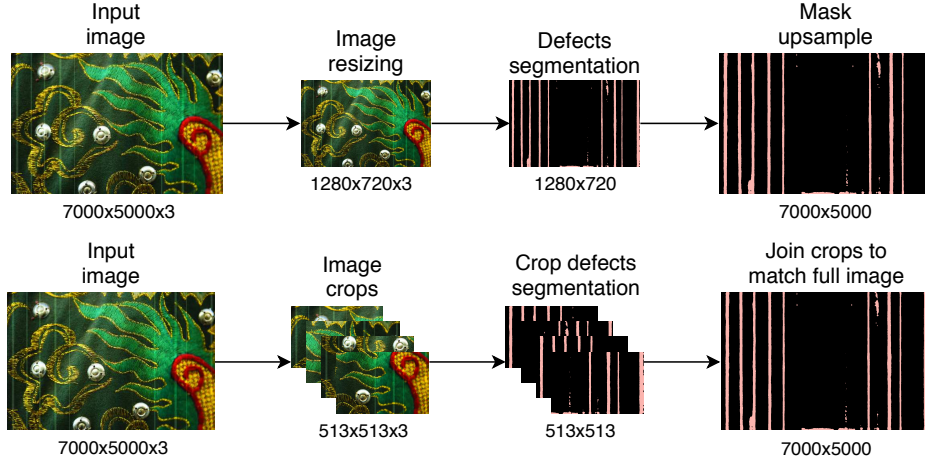 Input
image
Image
resizing
Defects
segmentation
Mask
upsample
7000x5000x3
1280x720x3
1280x720
7000x5000
Input
image
Image
crops
Crop defects
segmentation
Join crops to
match full image
7000x5000x3
513x513x3
513x513
7000x5000